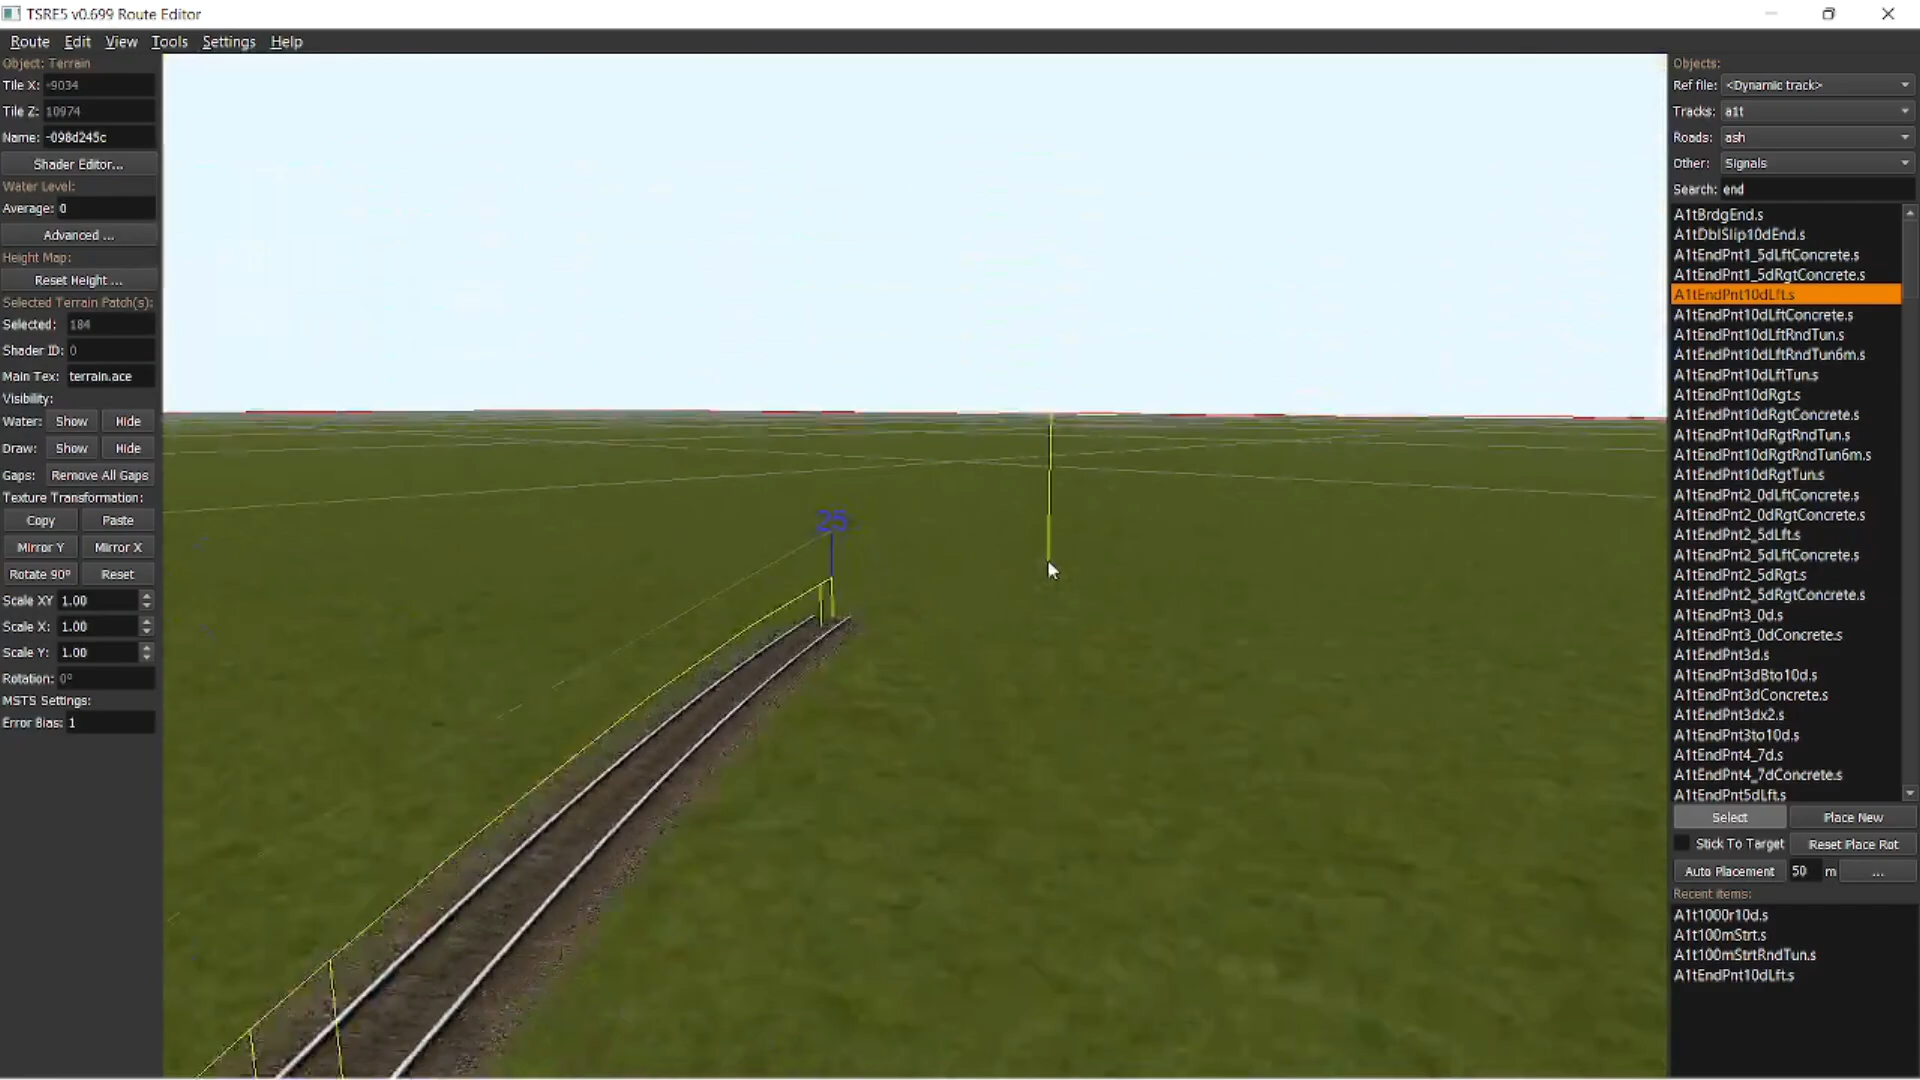 TSRE5 v0.699 Route Editor
Route Edit View Tools Settings Help
Object: Terrain
Tile X: -9034
Tile Z: 10974
Name: -098d245c
Shader Editor...
Water Level:
Average: 0
Advanced ...
Height Map:
Reset Height ...
Selected Terrain Patch(s):
Selected: 184
Shader ID: 0
Main Tex: terrain.ace
Visibility:
Water: Show Hide
Draw: Show Hide
Gaps: Remove All Gaps
Texture Transformation:
Copy Paste
Mirror Y Mirror X
Rotate 90º Reset
Scale XY 1.00
Scale X: 1.00
Scale Y: 1.00
Rotation: 0º
MSTS Settings:
Error Bias: 1
25
Objects:
Ref file: <Dynamic track>
Tracks: a1t
Roads: ash
Other: Signals
Search: end
A1tBrdgEnd.s
A1tDblSlip10dEnd.s
A1tEndPnt1_5dLftConcrete.s
A1tEndPnt1_5dRgtConcrete.s
A1tEndPnt10dLft.s
A1tEndPnt10dLftConcrete.s
A1tEndPnt10dLftRndTun.s
A1tEndPnt10dLftRndTun6m.s
A1tEndPnt10dLftTun.s
A1tEndPnt10dRgt.s
A1tEndPnt10dRgtConcrete.s
A1tEndPnt10dRgtRndTun.s
A1tEndPnt10dRgtRndTun6m.s
A1tEndPnt10dRgtTun.s
A1tEndPnt2_0dLftConcrete.s
A1tEndPnt2_0dRgtConcrete.s
A1tEndPnt2_5dLft.s
A1tEndPnt2_5dLftConcrete.s
A1tEndPnt2_5dRgt.s
A1tEndPnt2_5dRgtConcrete.s
A1tEndPnt3_0d.s
A1tEndPnt3_0dConcrete.s
A1tEndPnt3d.s
A1tEndPnt3dBto10d.s
A1tEndPnt3dConcrete.s
A1tEndPnt3dx2.s
A1tEndPnt3to10d.s
A1tEndPnt4_7d.s
A1tEndPnt4_7dConcrete.s
A1tEndPnt5dLft.s
Select Place New
Stick To Target Reset Place Rot
Auto Placement 50 m ...
Recent items:
A1t1000r10d.s
A1t100mStrt.s
A1t100mStrtRndTun.s
A1tEndPnt10dLft.s